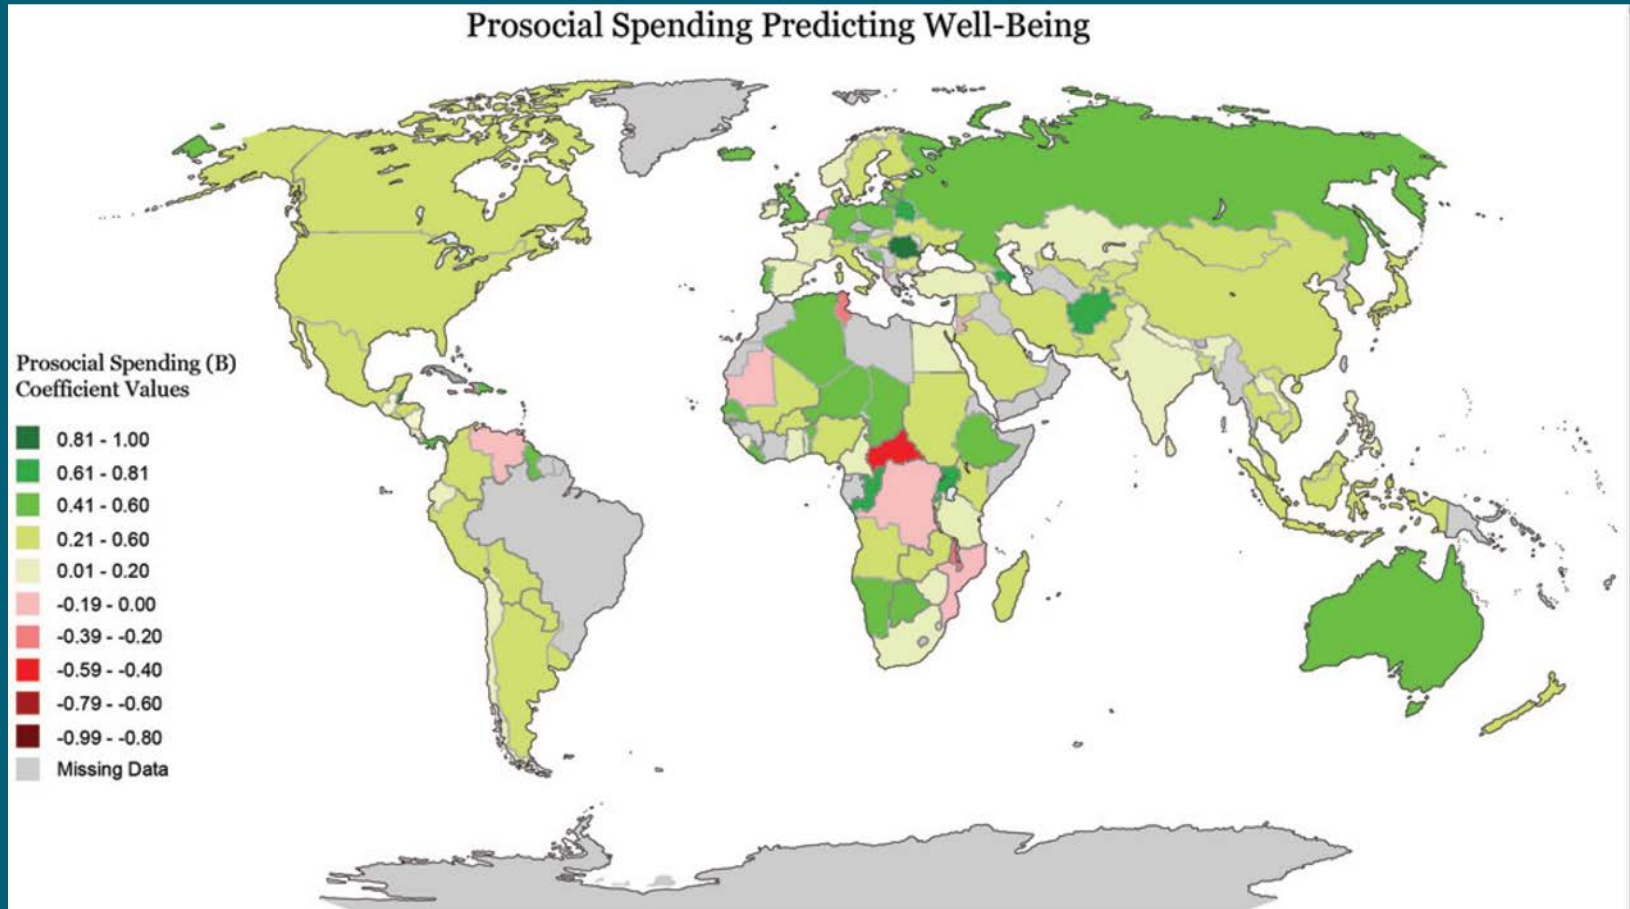 Prosocial Spending Predicting Well-Being
Prosocial Spending (B)
Coefficient Values
0.81 - 1.00
0.61 - 0.81
0.41 - 0.60
0.21 - 0.60
0.01 - 0.20
-0.19 - 0.00
-0.39 - -0.20
-0.59 - -0.40
-0.79 - -0.60
-0.99 - -0.80
Missing Data